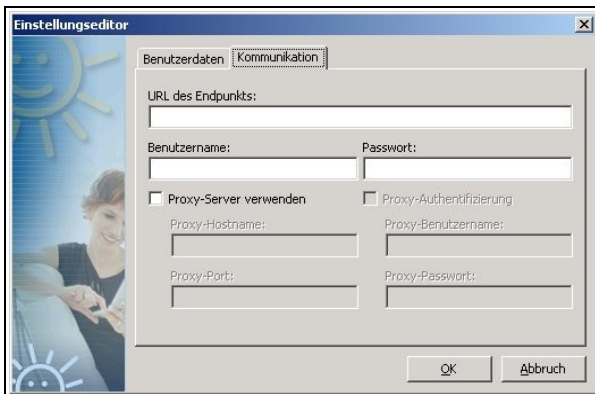 Einstellungseditor
Benutzerdaten Kommunikation
URL des Endpunkts:
Benutzername: Passwort:
Proxy-Server verwenden Proxy-Authentifizierung
Proxy-Hostname: Proxy-Benutzername:
Proxy-Port: Proxy-Passwort:
OK Abbruch